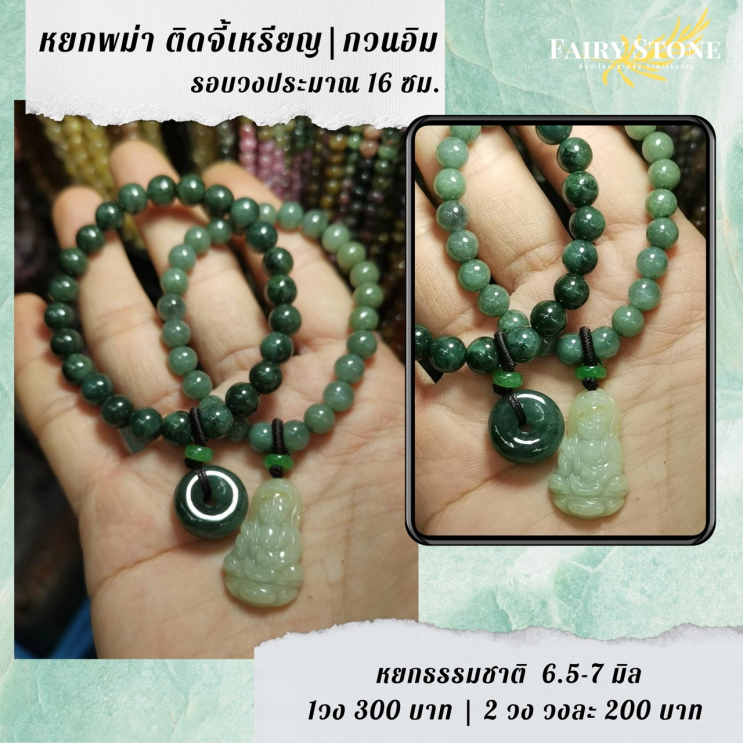 หยกพม่า ติดจี้เหรียญ|กวนอิม
รอบวงประมาณ 16 ซม.
FAIRY STONE
หยกธรรมชาติ 6.5-7 มิล
1วง 300 บาท | 2 วง วงละ 200 บาท